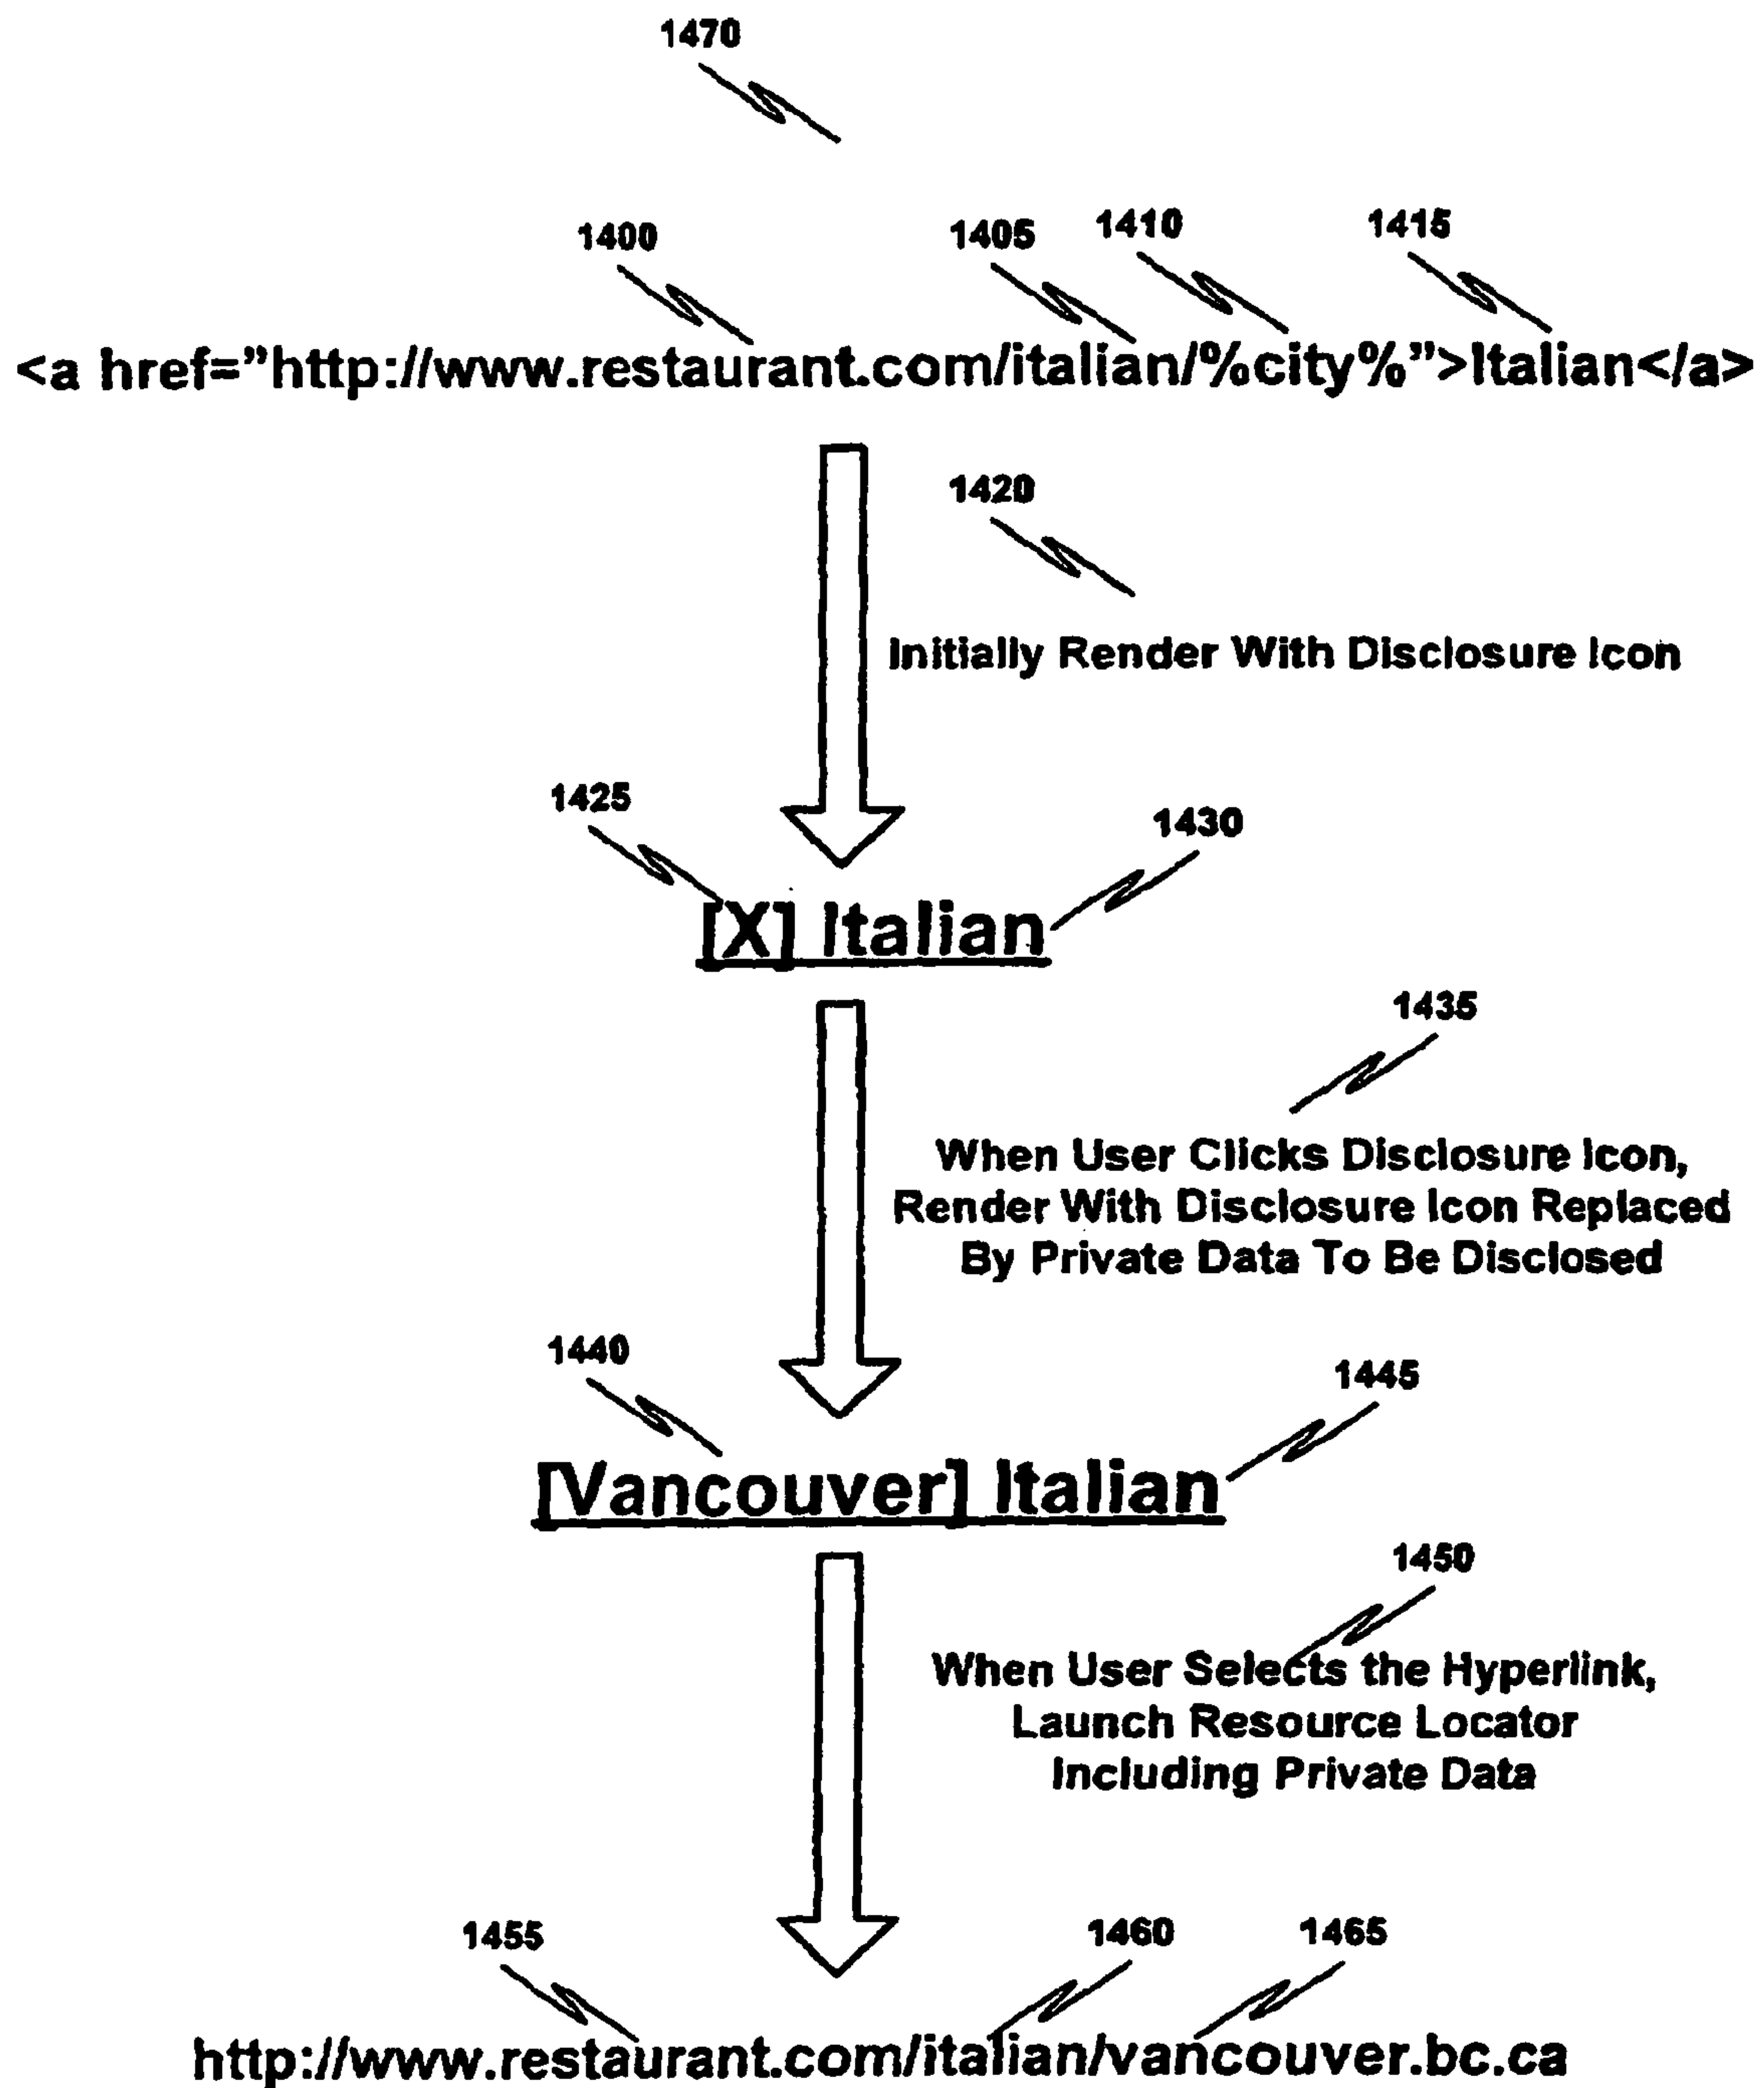 1470
1400 1405 1410 1415
<a href=”http://www.restaurant.com/italian/%city%”>Italian</a>
1420
Initially Render With Disclosure Icon
1425 1430
[X] Italian
1435
When User Clicks Disclosure Icon,
Render With Disclosure Icon Replaced
By Private Data To Be Disclosed
1440 1445
[Vancouver] Italian
1450
When User Selects the Hyperlink,
Launch Resource Locator
Including Private Data
1455 1460 1465
http://www.restaurant.com/italian/vancouver.bc.ca